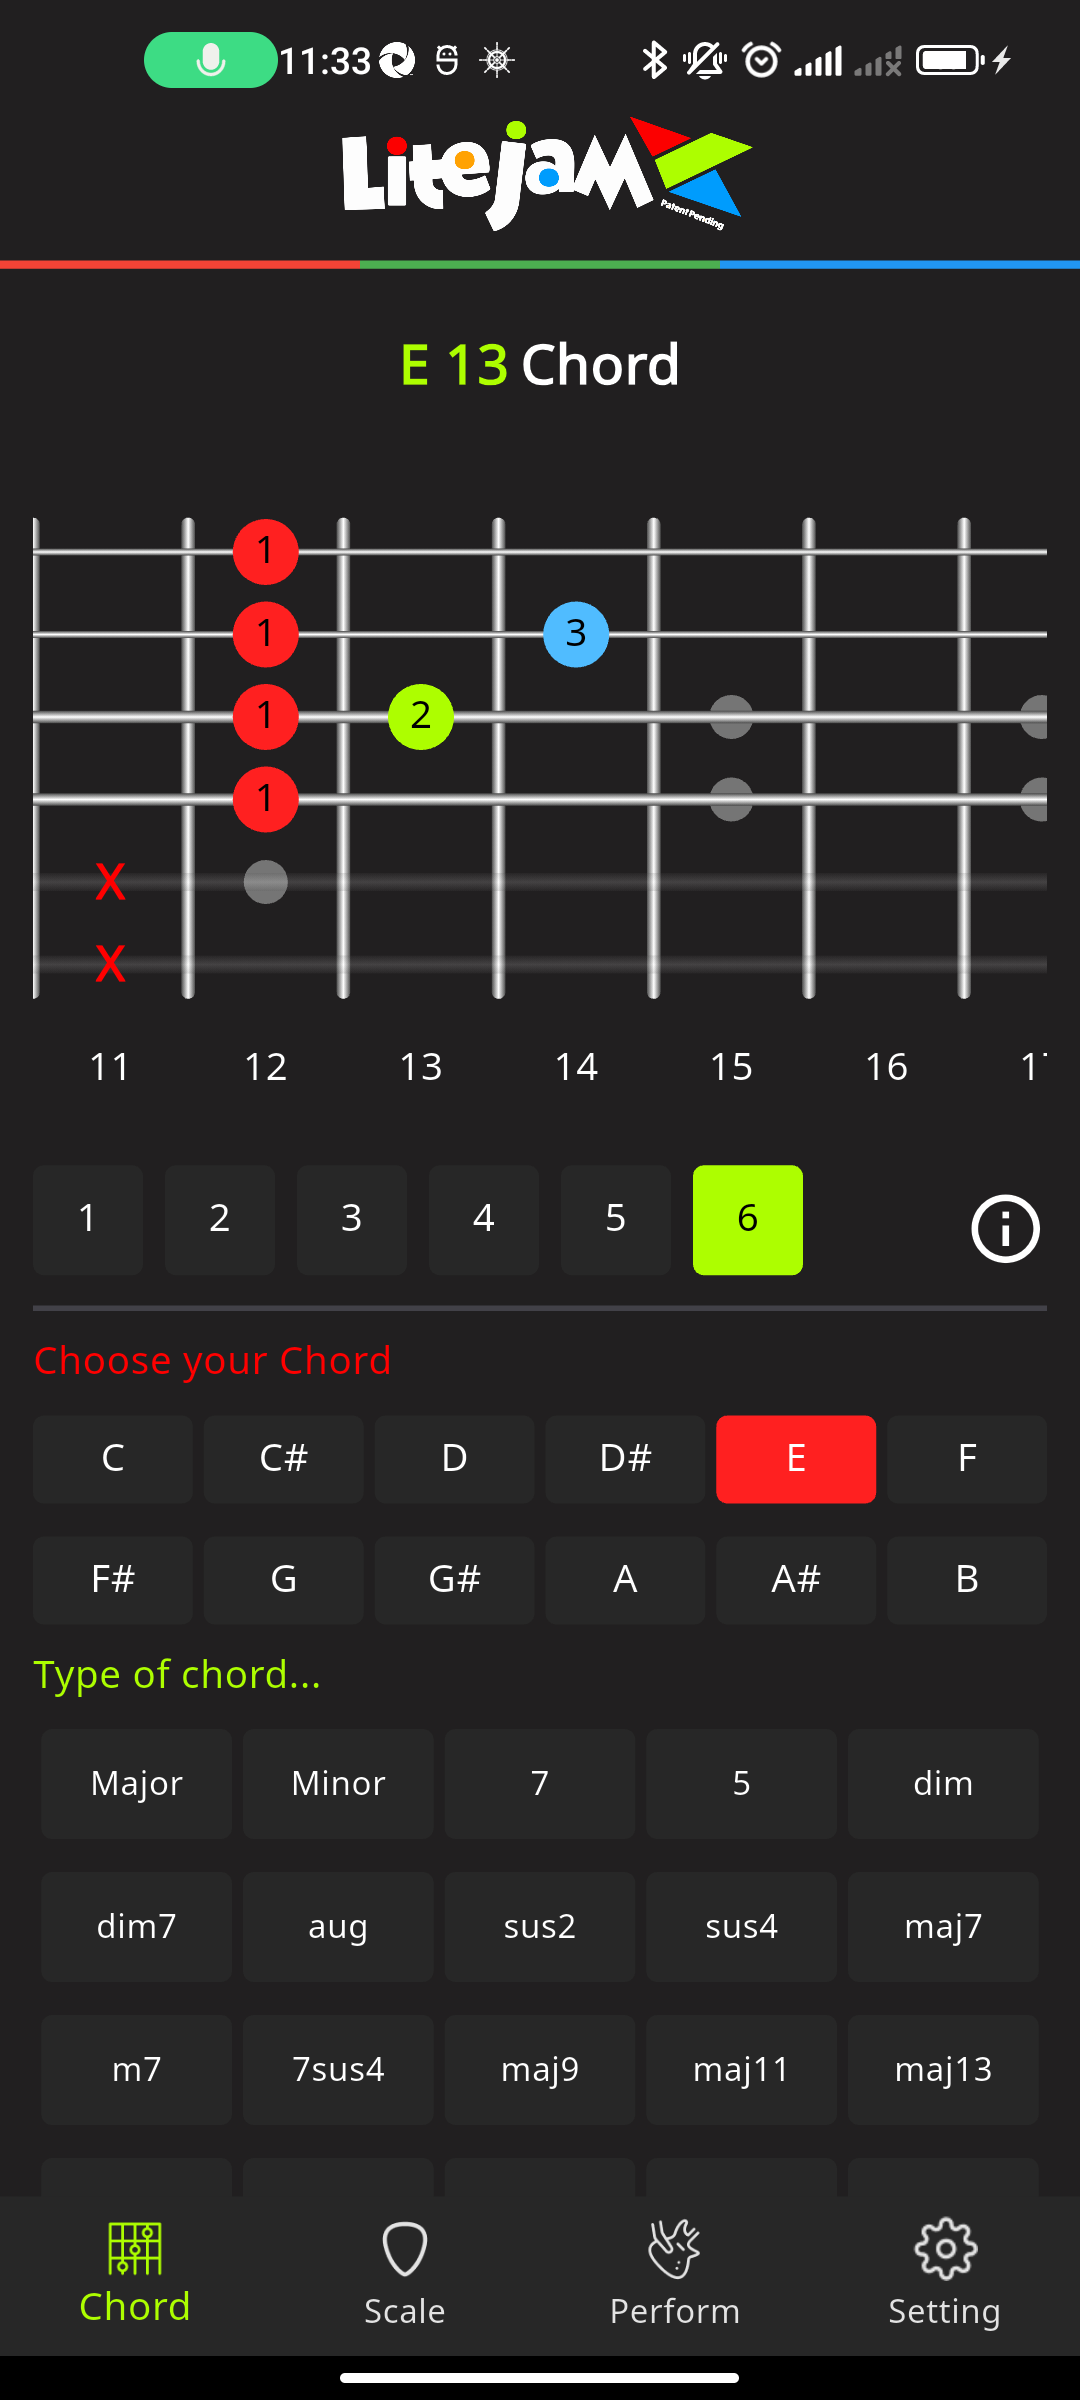 11:33
LiteJam
Patent Pending
E 13 Chord
1
1 3
1 2
1
X
X
11 12 13 14 15 16 1
1 2 3 4 5 6
Choose your Chord
C C# D D# E F
F# G G# A A# B
Type of chord...
Major Minor 7 5 dim
dim7 aug sus2 sus4 maj7
m7 7sus4 maj9 maj11 maj13
Chord Scale Perform Setting